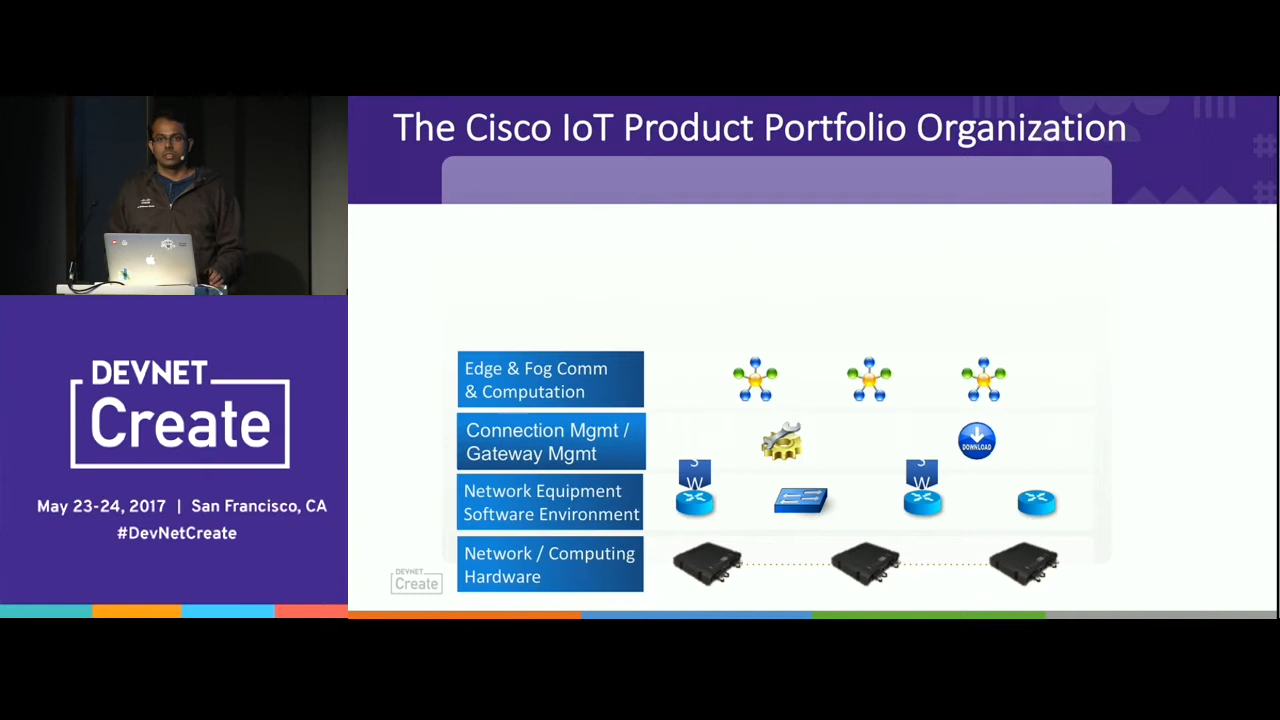 The Cisco IoT Product Portfolio Organization
DEVNET
Create
May 23-24, 2017 | San Francisco, CA
#DevNetCreate
Edge & Fog Comm
& Computation
Connection Mgmt /
Gateway Mgmt
DOWNLOAD
S
W
S
W
Network Equipment
Software Environment
Network / Computing
Hardware
DEVNET
Create